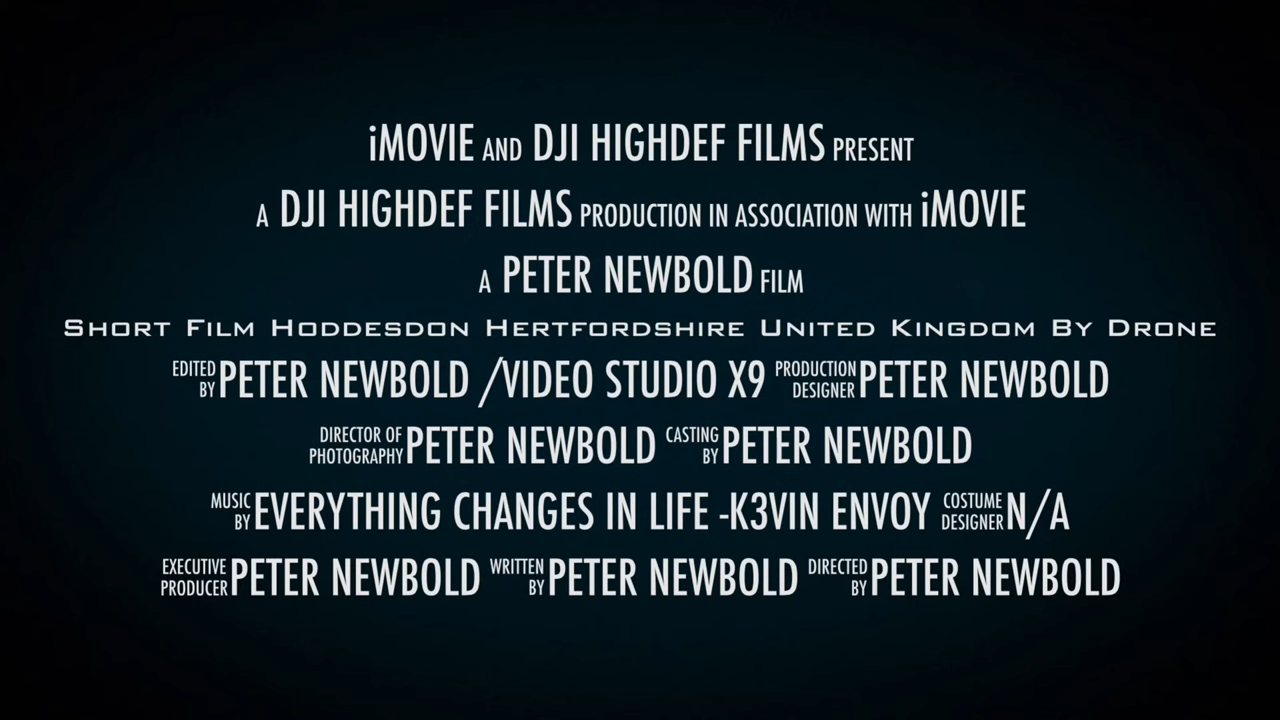 iMOVIE AND DJI HIGHDEF FILMS PRESENT
A DJI HIGHDEF FILMS PRODUCTION IN ASSOCIATION WITH iMOVIE
A PETER NEWBOLD FILM
Short Film Hoddesdon Hertfordshire United Kingdom By Drone
EDITED BY PETER NEWBOLD /VIDEO STUDIO X9 PRODUCTION DESIGNER PETER NEWBOLD
DIRECTOR OF PHOTOGRAPHY PETER NEWBOLD CASTING BY PETER NEWBOLD
MUSIC BY EVERYTHING CHANGES IN LIFE -K3VIN ENVOY COSTUME DESIGNER N/A
EXECUTIVE PRODUCER PETER NEWBOLD WRITTEN BY PETER NEWBOLD DIRECTED BY PETER NEWBOLD